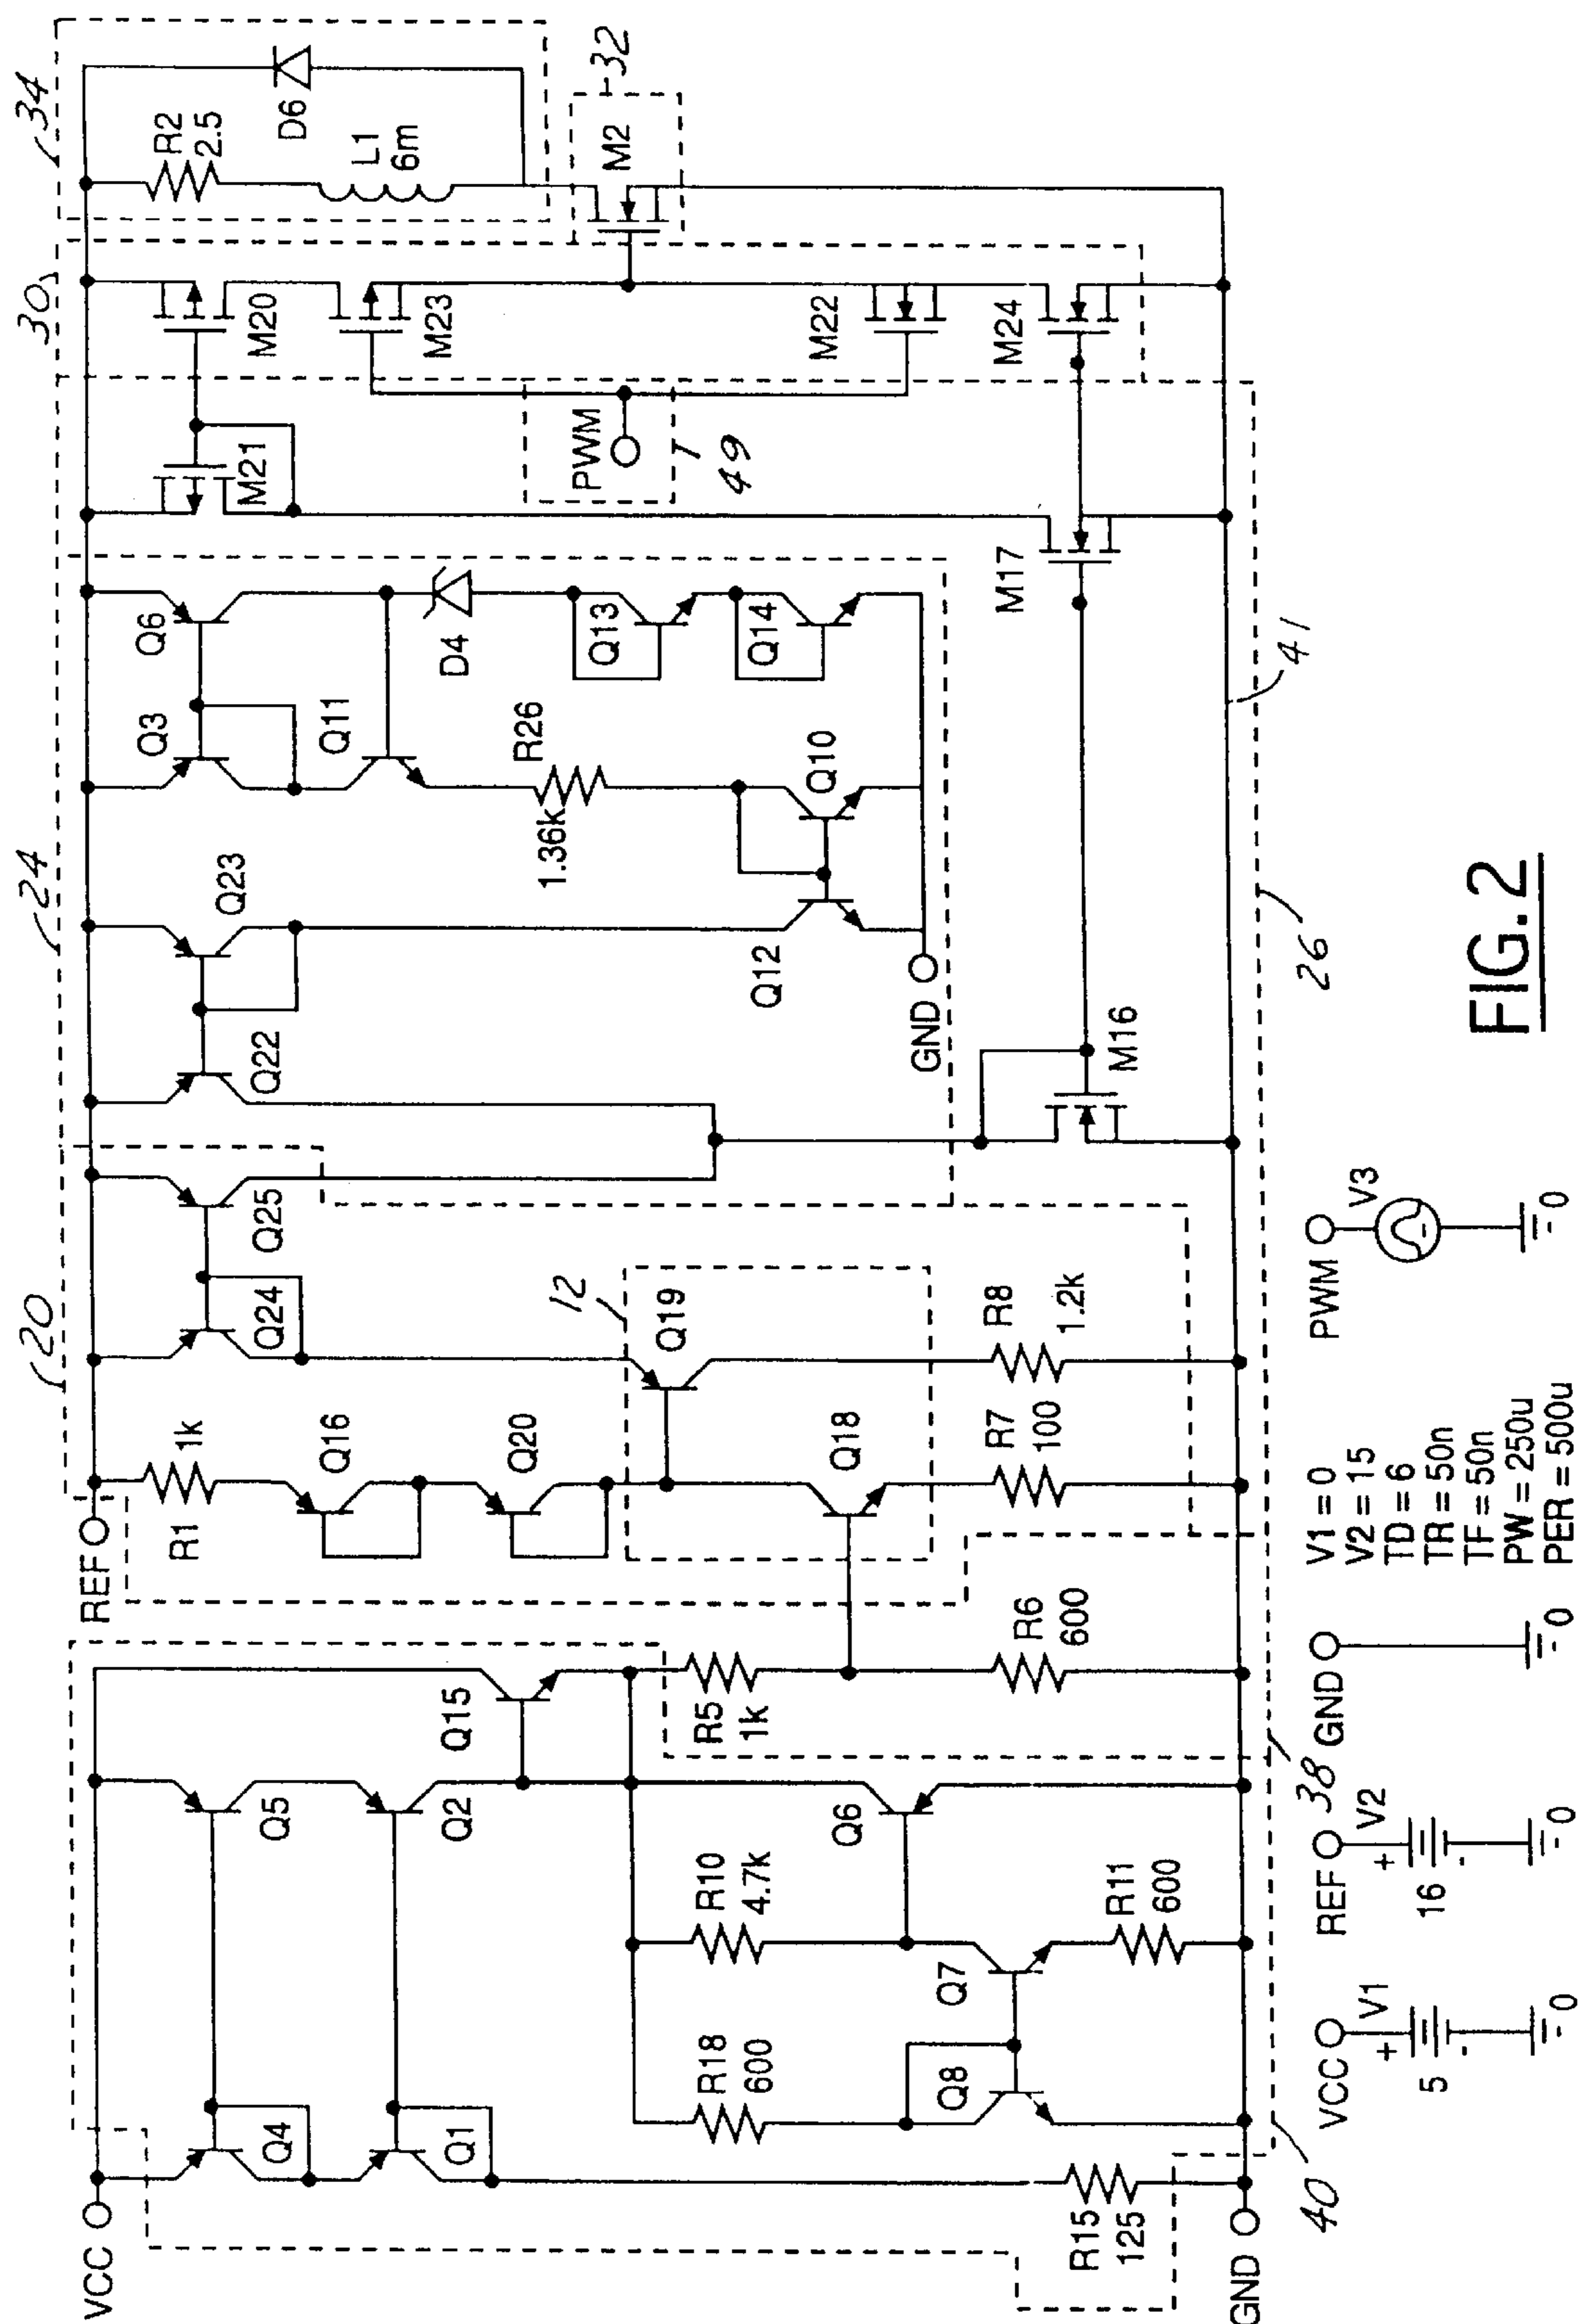 34
30
24
20
R2
2.5
L1
6m
D6
32
M2
M20
M21
M23
M22
M24
PWM
49
M17
Q6
Q3
Q11
D4
Q13
Q14
R26
1.36k
Q10
Q12
Q23
Q22
GND
M16
41
26
Q25
Q24
12
Q19
R8
1.2k
REF
R1
1k
Q16
Q20
Q18
R7
100
Q15
R5
1k
R6
600
38
Q5
Q2
Q6
R10
4.7k
R11
600
Q7
VCC
Q4
Q1
R18
600
Q8
R15
125
GND
40
VCC
V1
+
5
-
0
REF
V2
+
16
-
0
GND
0
PWM
V3
0
V1 = 0
V2 = 15
TD = 6
TR = 50n
TF = 50n
PW = 250u
PER = 500u
FIG. 2